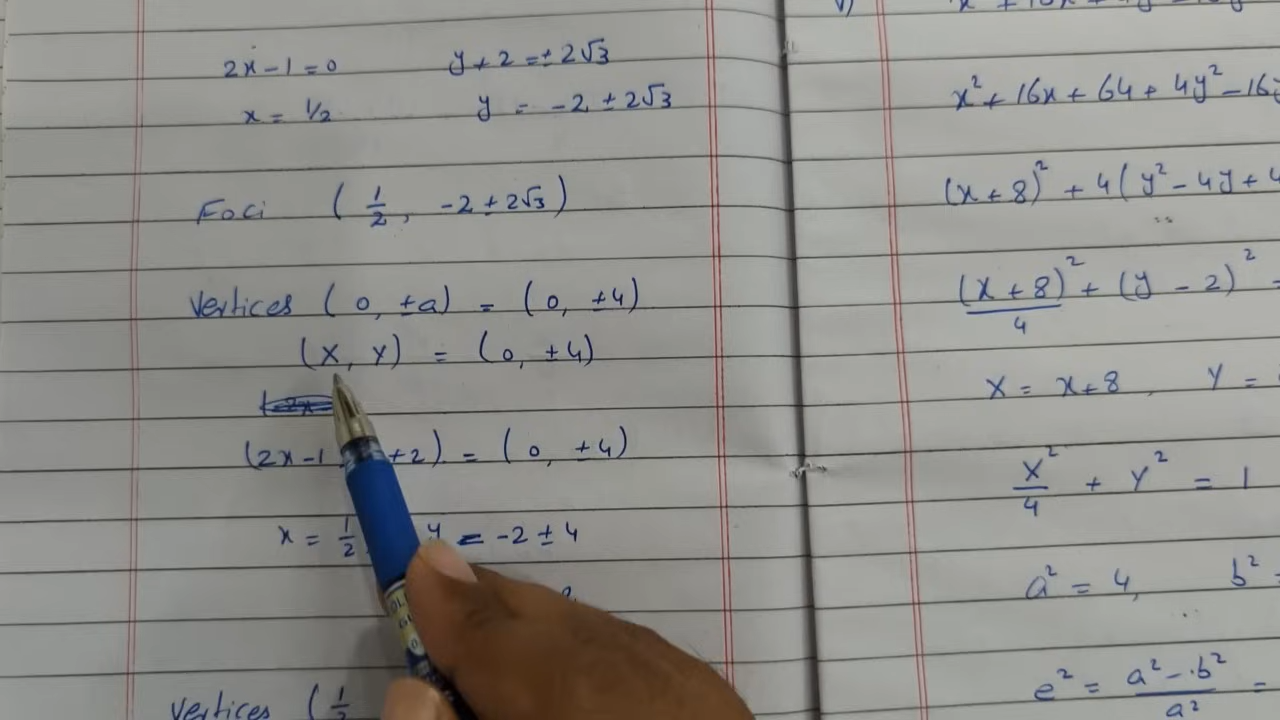 2x-1=0 y+2=±2√3
x = 1/2 y = -2 ± 2√3
Foci (1/2, -2±2√3)
Vertices (0, ±a) = (0, ±4)
(X, Y) = (0, ±4)
(2x-1 +2) = (0, ±4)
x = 1/2, y = -2 ± 4
Vertices (1/2
v)
x² + 16x + 64 + 4y² - 16
(x+8)² + 4(y² - 4y + 4
(x+8)²/4 + (y-2)²
X = x+8, Y =
X²/4 + Y² = 1
a² = 4, b² =
e² = a²-b²/a² =